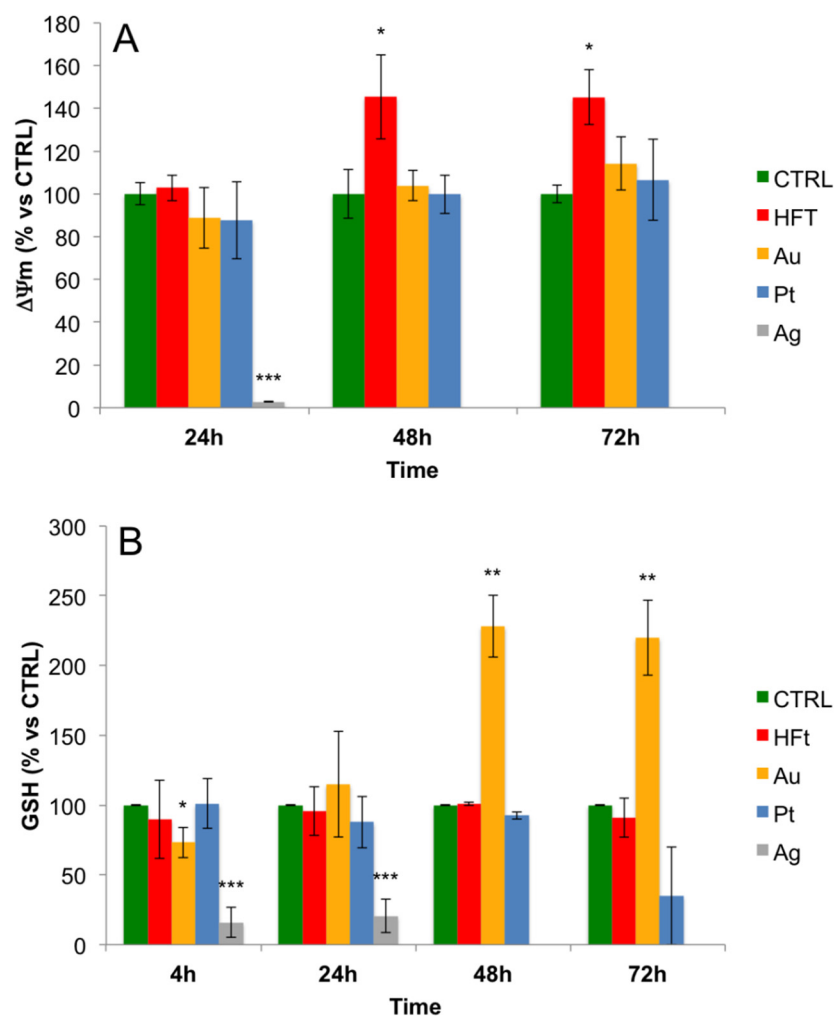 A
180
160
140
120
100
80
60
40
20
0
ΔΨm (% vs CTRL)
*
*
***
24h 48h 72h
Time
CTRL
HFT
Au
Pt
Ag
B
300
250
200
150
100
50
0
GSH (% vs CTRL)
**
**
*
***
***
4h 24h 48h 72h
Time
CTRL
HFt
Au
Pt
Ag